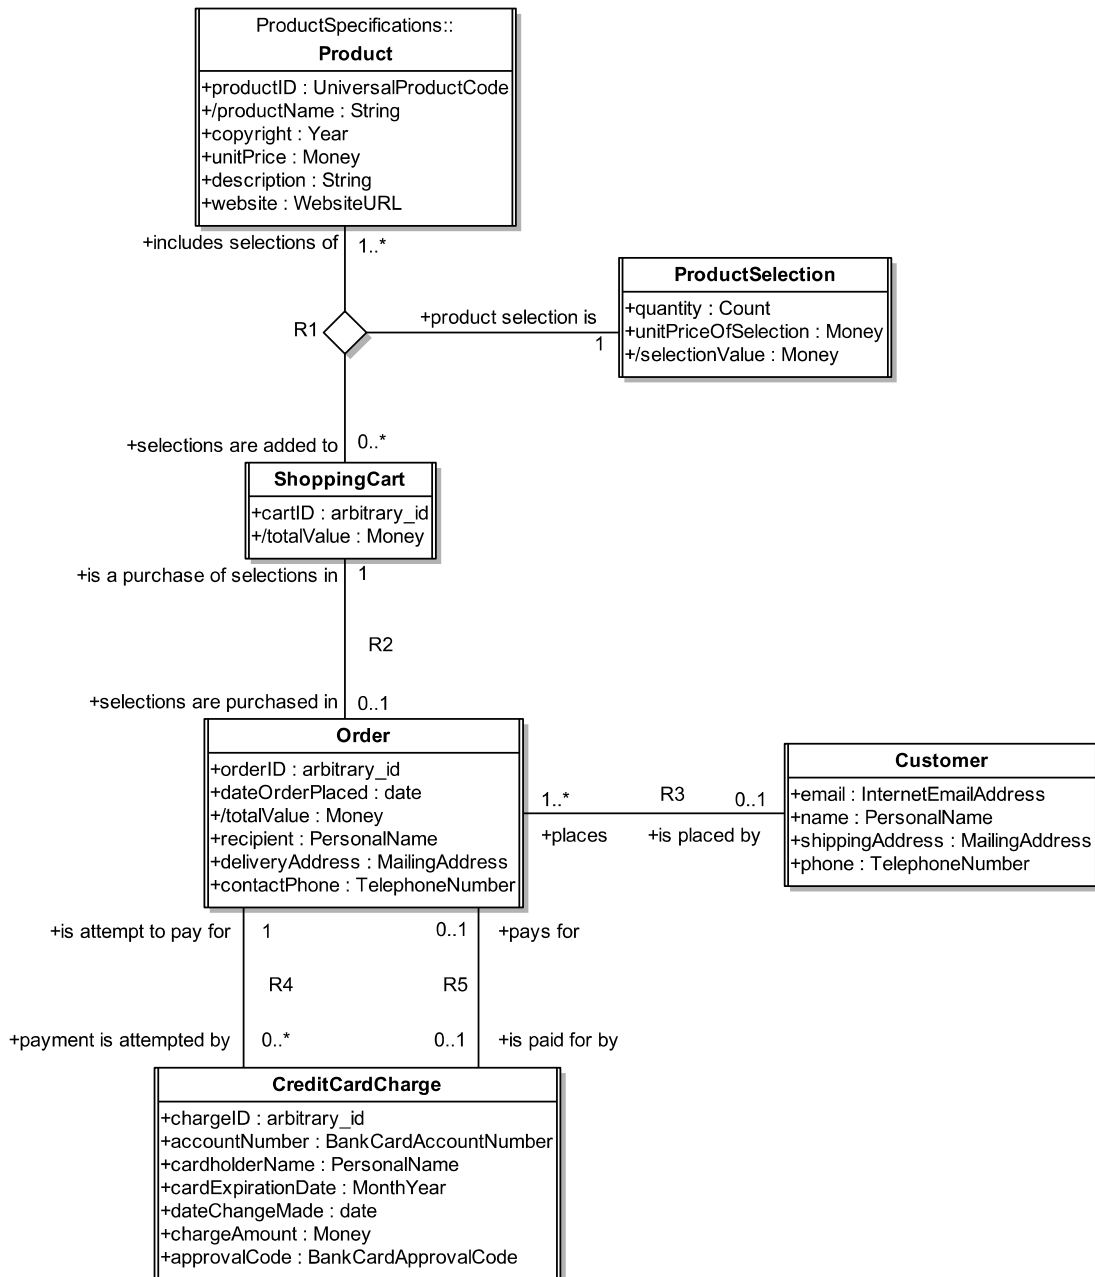 ProductSpecifications::
Product
+productID : UniversalProductCode
+/productName : String
+copyright : Year
+unitPrice : Money
+description : String
+website : WebsiteURL
+includes selections of
1..*
ProductSelection
+quantity : Count
+unitPriceOfSelection : Money
+/selectionValue : Money
R1
+product selection is
1
+selections are added to
0..*
ShoppingCart
+cartID : arbitrary_id
+/totalValue : Money
+is a purchase of selections in
1
R2
+selections are purchased in
0..1
Order
+orderID : arbitrary_id
+dateOrderPlaced : date
+/totalValue : Money
+recipient : PersonalName
+deliveryAddress : MailingAddress
+contactPhone : TelephoneNumber
1..*
R3
0..1
+places
+is placed by
Customer
+email : InternetEmailAddress
+name : PersonalName
+shippingAddress : MailingAddress
+phone : TelephoneNumber
+is attempt to pay for
1
0..1
+pays for
R4
R5
+payment is attempted by
0..*
0..1
+is paid for by
CreditCardCharge
+chargeID : arbitrary_id
+accountNumber : BankCardAccountNumber
+cardholderName : PersonalName
+cardExpirationDate : MonthYear
+dateChangeMade : date
+chargeAmount : Money
+approvalCode : BankCardApprovalCode